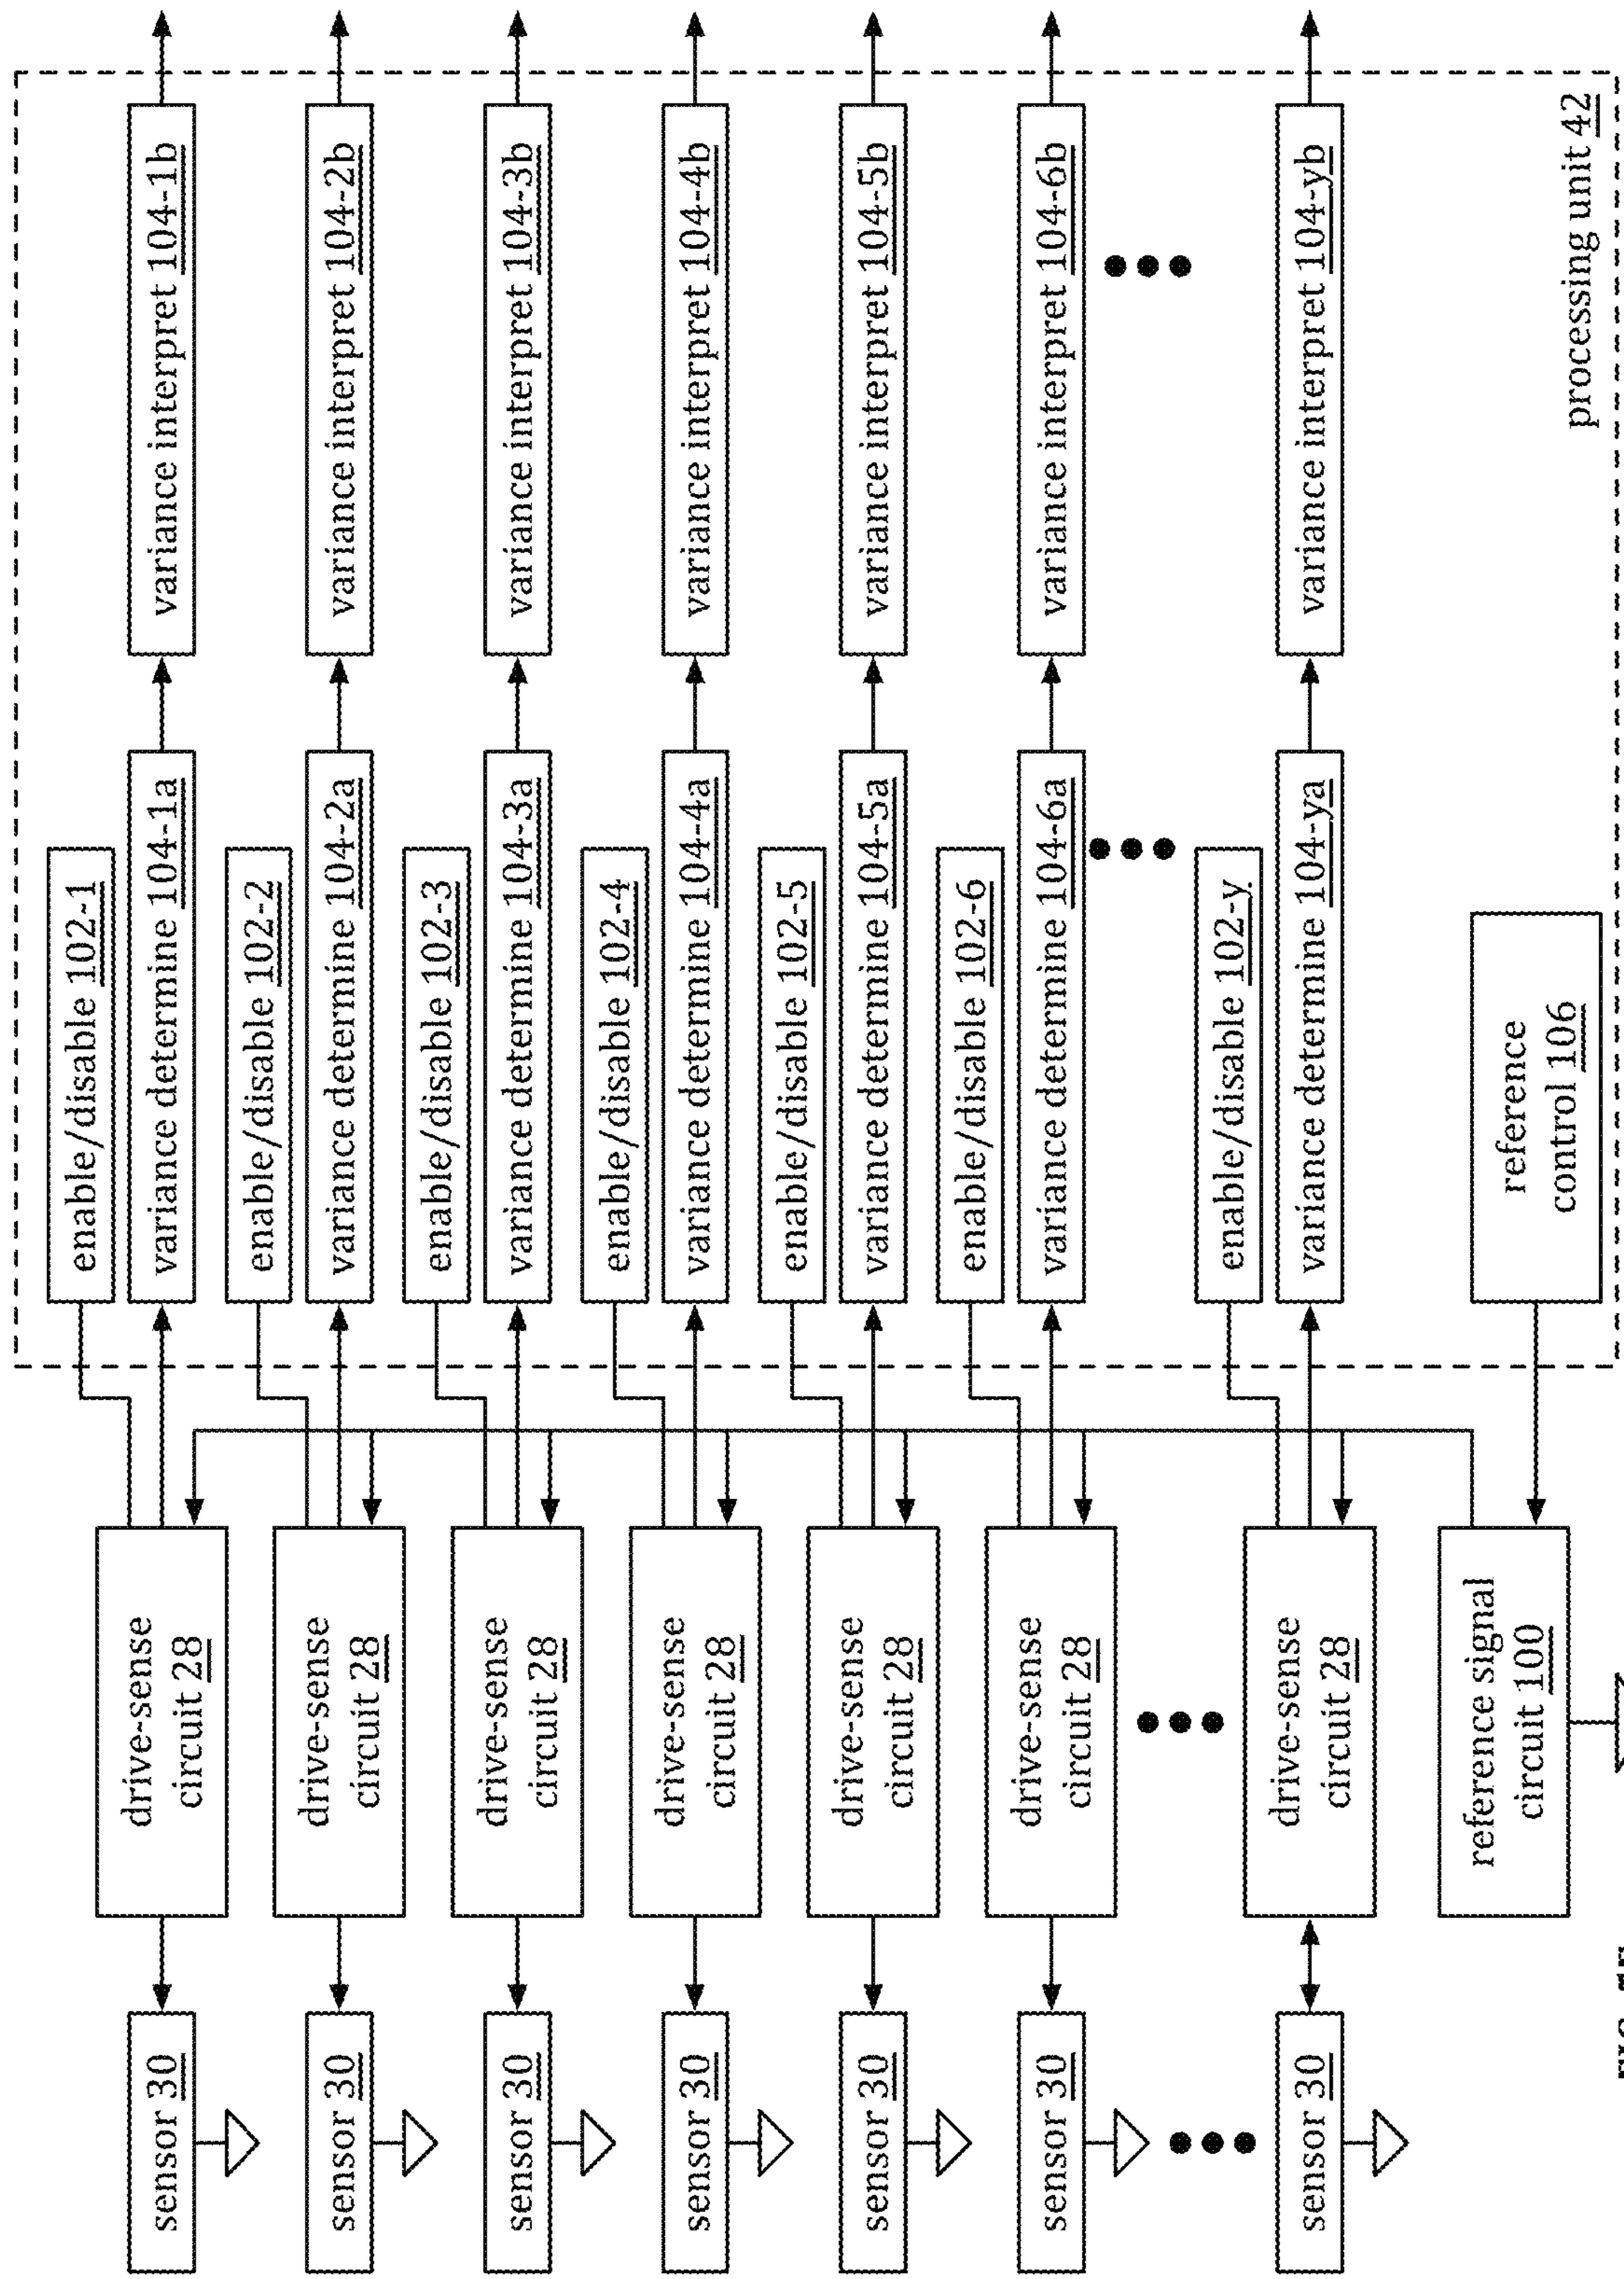 sensor 30
drive-sense
circuit 28
enable/disable 102-1
variance determine 104-1a
variance interpret 104-1b
sensor 30
drive-sense
circuit 28
enable/disable 102-2
variance determine 104-2a
variance interpret 104-2b
sensor 30
drive-sense
circuit 28
enable/disable 102-3
variance determine 104-3a
variance interpret 104-3b
sensor 30
drive-sense
circuit 28
enable/disable 102-4
variance determine 104-4a
variance interpret 104-4b
sensor 30
drive-sense
circuit 28
enable/disable 102-5
variance determine 104-5a
variance interpret 104-5b
sensor 30
drive-sense
circuit 28
enable/disable 102-6
variance determine 104-6a
variance interpret 104-6b
sensor 30
drive-sense
circuit 28
enable/disable 102-y
variance determine 104-ya
variance interpret 104-yb
reference signal
circuit 100
reference
control 106
processing unit 42